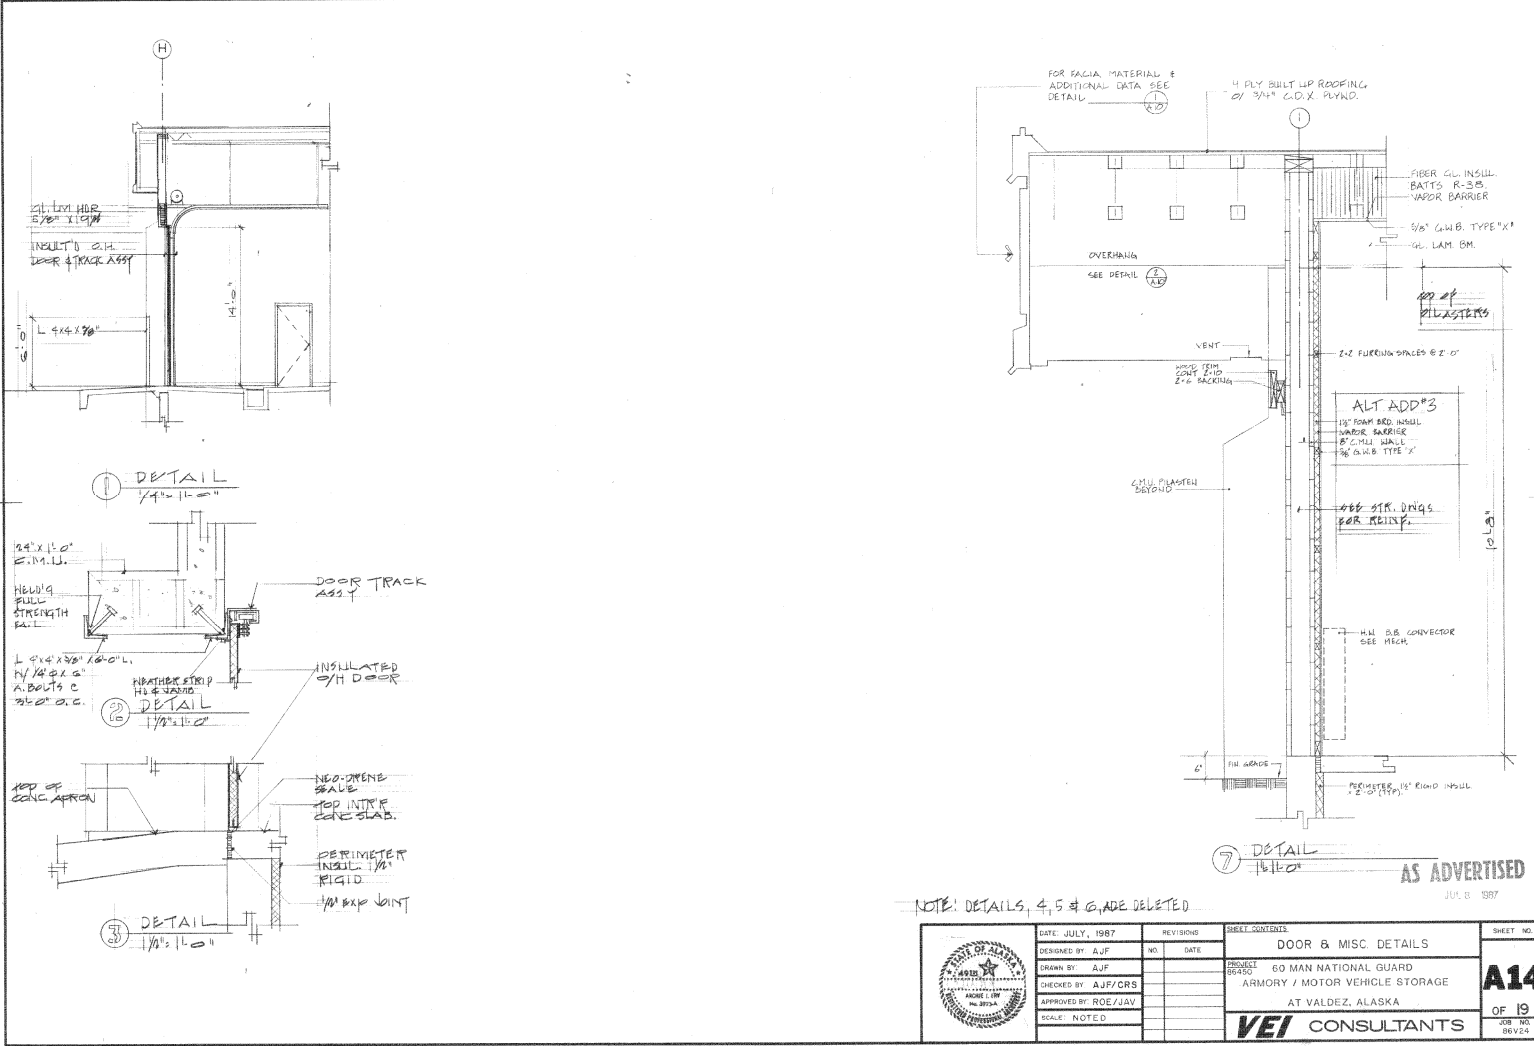 H
GL. LM HDR
INSULT'D O.H.
DOOR & TRACK ASSY
L 4x4x3/8"
6'-0"
14'-0"
1 DETAIL
1/4"=1'-0"
24" X 1'-0"
C.M.U.
WELD'G
FULL
STRENGTH
EA. L
L 4"x4"x3/8" x6'-0" L.
A. BOLTS @
3'-0" O.C.
WEATHER STRIP
HD & JAMB
DOOR TRACK
ASSY
INSULATED
O/H DOOR
2 DETAIL
1 1/2"=1'-0"
TOP OF
CONC. APRON
NEO-PRENE
SEALE
TOP INT'R'R
CONC SLAB.
PERIMETER
INSUL. 1 1/2"
RIGID
1/2" EXP JOINT
3 DETAIL
1 1/2"=1'-0"
FOR FACIA MATERIAL &
ADDITIONAL DATA SEE
DETAIL 1
A-10
4 PLY BUILT UP ROOFING
O/ 3/4" C.D.X. PLYWD.
I
FIBER GL. INSUL.
BATTS R-38.
VAPOR BARRIER
5/8" G.W.B. TYPE "X"
GL. LAM. BM.
OVERHANG
SEE DETAIL 2
A-10
PILASTERS
VENT
WOOD TRIM
CONT 2x10
2x6 BACKING
2x2 FURRING SPACES @ 2'-0"
ALT ADD #3
1 1/2" FOAM BRD. INSUL
VAPOR BARRIER
8" C.M.U. WALL
5/8" G.W.B. TYPE "X"
C.M.U. PILASTER
BEYOND
SEE STR. DWGS
FOR REINF.
10'-8"
H.W. B.B. CONVECTOR
SEE MECH.
6"
FIN. GRADE
PERIMETER 1 1/2" RIGID INSUL.
x 2'-0" (TYP).
7 DETAIL
AS ADVERTISED
JUL 8 1987
NOTE: DETAILS, 4, 5 & 6, ARE DELETED
STATE OF ALASKA
49TH
DATE: JULY, 1987
DESIGNED BY: AJF
DRAWN BY: AJF
CHECKED BY: AJF/CRS
APPROVED BY: ROE/JAV
SCALE: NOTED
REVISIONS
NO. DATE
SHEET CONTENTS
DOOR & MISC. DETAILS
PROJECT
86450
60 MAN NATIONAL GUARD
ARMORY / MOTOR VEHICLE STORAGE
AT VALDEZ, ALASKA
VEI CONSULTANTS
SHEET NO.
A14
OF 19
JOB NO.
86V24